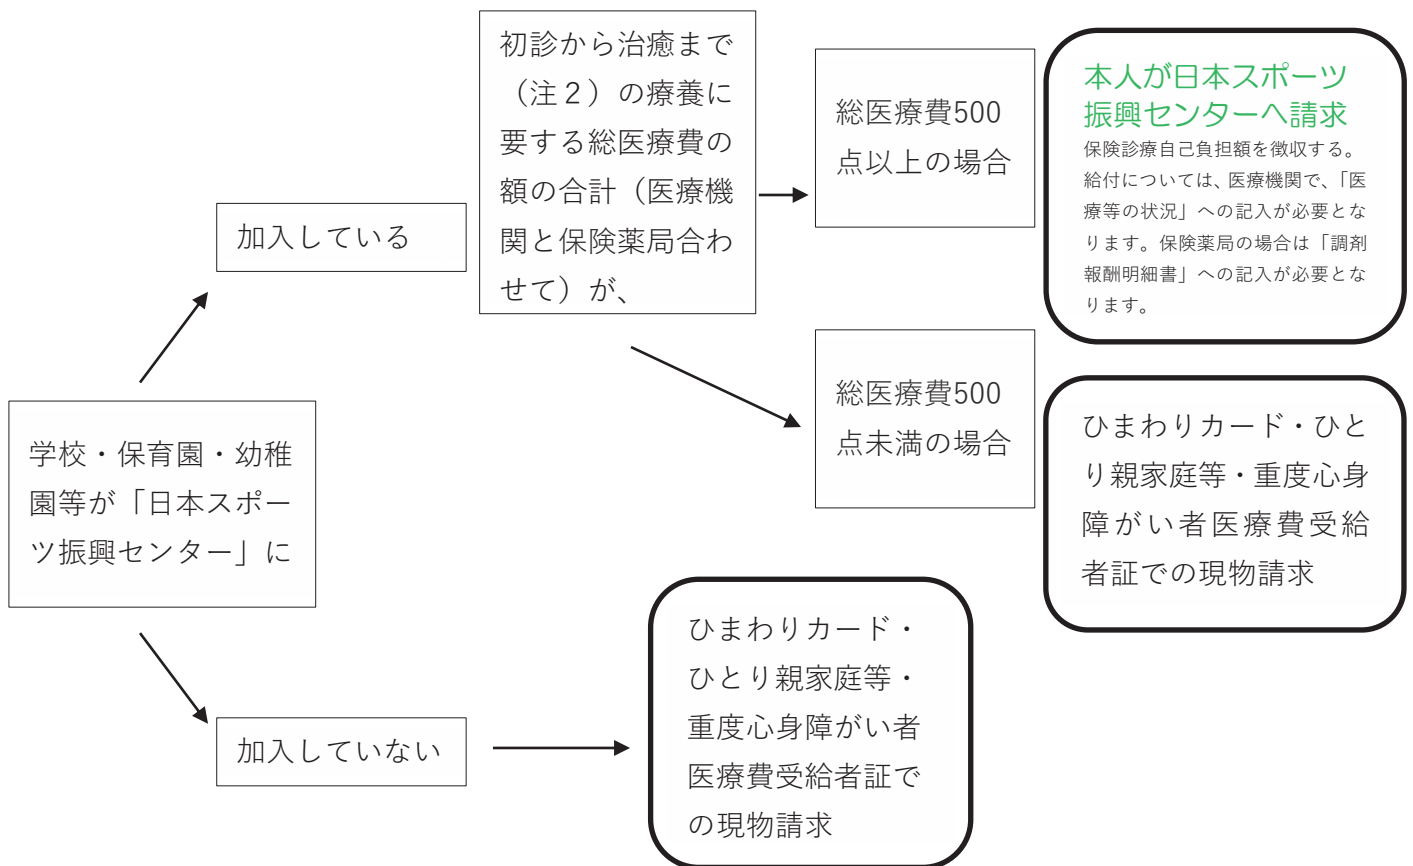 学校・保育園・幼稚
園等が「日本スポー
ツ振興センター」に
加入している
初診から治癒まで
（注２）の療養に
要する総医療費の
額の合計（医療機
関と保険薬局合わ
せて）が、
総医療費500
点以上の場合
本人が日本スポーツ
振興センターへ請求
保険診療自己負担額を徴収する。
給付については、医療機関で、「医
療等の状況」への記入が必要とな
ります。保険薬局の場合は「調剤
報酬明細書」への記入が必要とな
ります。
総医療費500
点未満の場合
ひまわりカード・ひと
り親家庭等・重度心身
障がい者医療費受給
者証での現物請求
加入していない
ひまわりカード・
ひとり親家庭等・
重度心身障がい者
医療費受給者証で
の現物請求